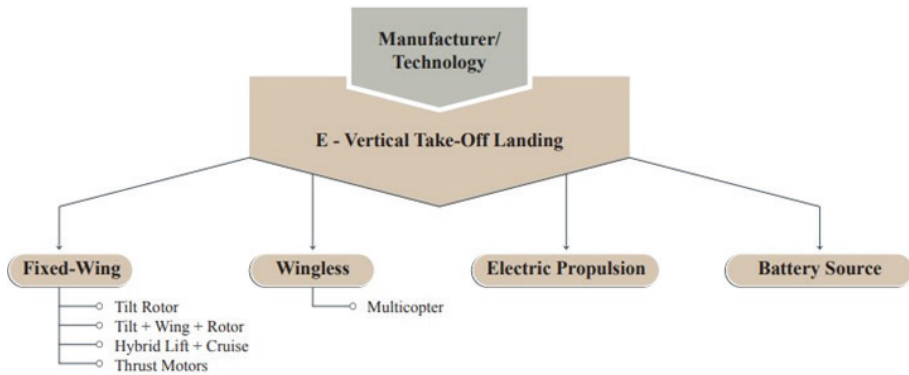 Manufacturer/
Technology
E - Vertical Take-Off Landing
Fixed-Wing
Wingless
Electric Propulsion
Battery Source
Tilt Rotor
Tilt + Wing + Rotor
Hybrid Lift + Cruise
Thrust Motors
Multicopter